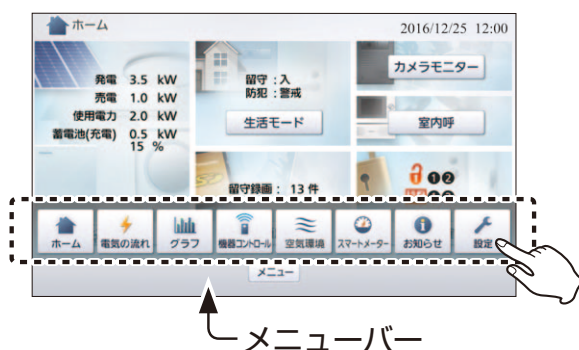 ホーム
2016/12/25 12:00
発電 3.5 kW
売電 1.0 kW
使用電力 2.0 kW
蓄電池(充電) 0.5 kW
15 %
留守:入
防犯:警戒
生活モード
カメラモニター
室内呼
留守録画: 13 件
❶❷
ホーム
電気の流れ
グラフ
機器コントロール
空気環境
スマートメーター
お知らせ
設定
メニュー
メニューバー